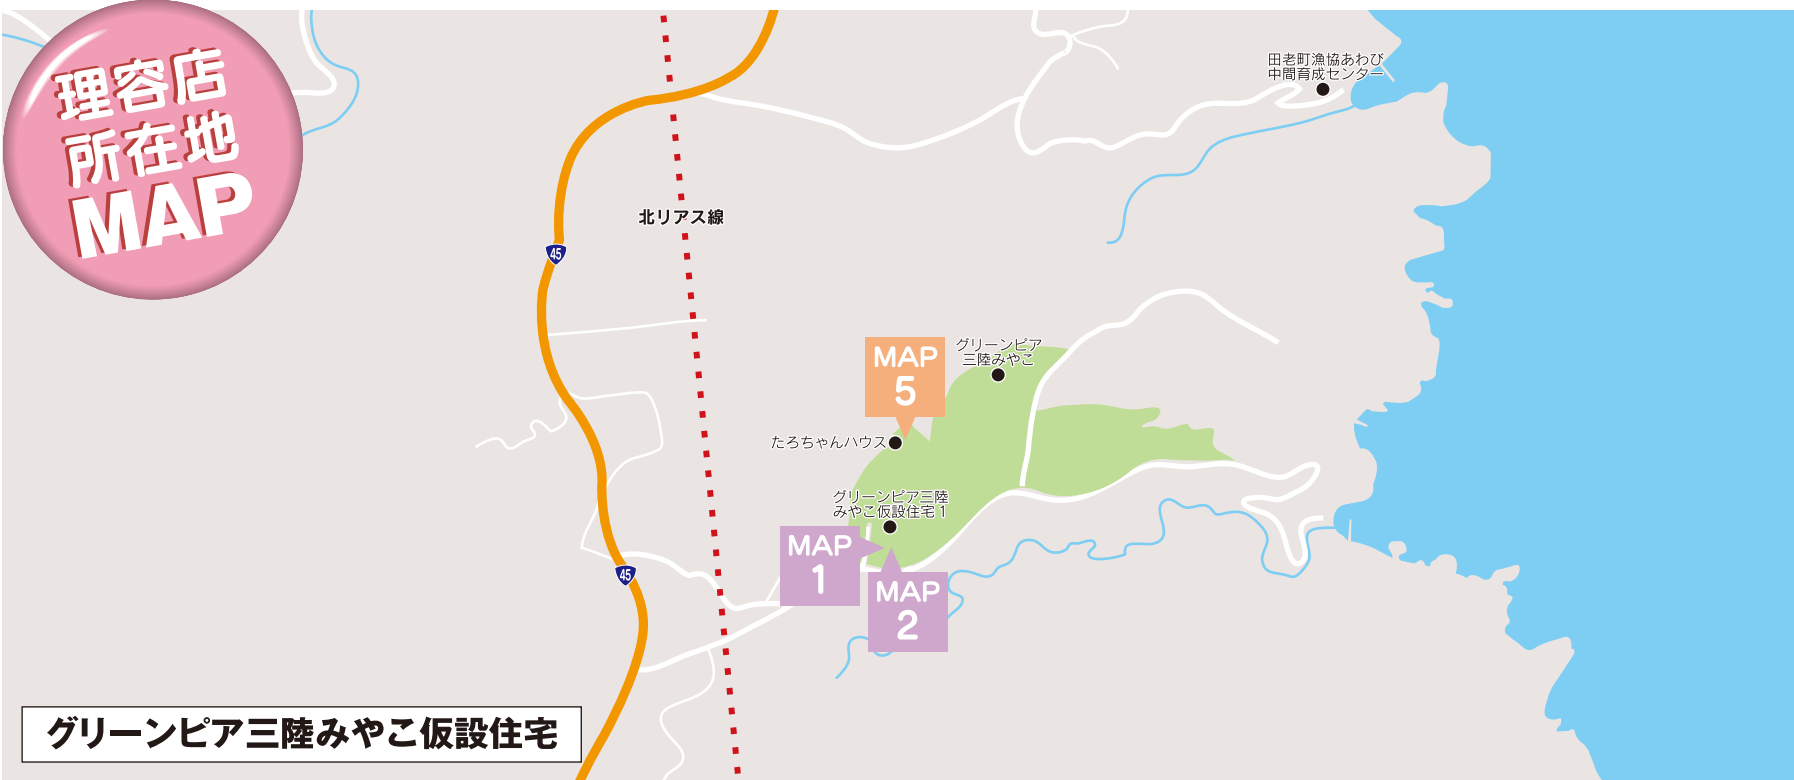 理容店
所在地
MAP
田老町漁協あわび
中間育成センター
北リアス線
45
グリーンピア
三陸みやこ
MAP
5
たろちゃんハウス
グリーンピア三陸
みやこ仮設住宅 1
MAP
1
MAP
2
45
グリーンピア三陸みやこ仮設住宅